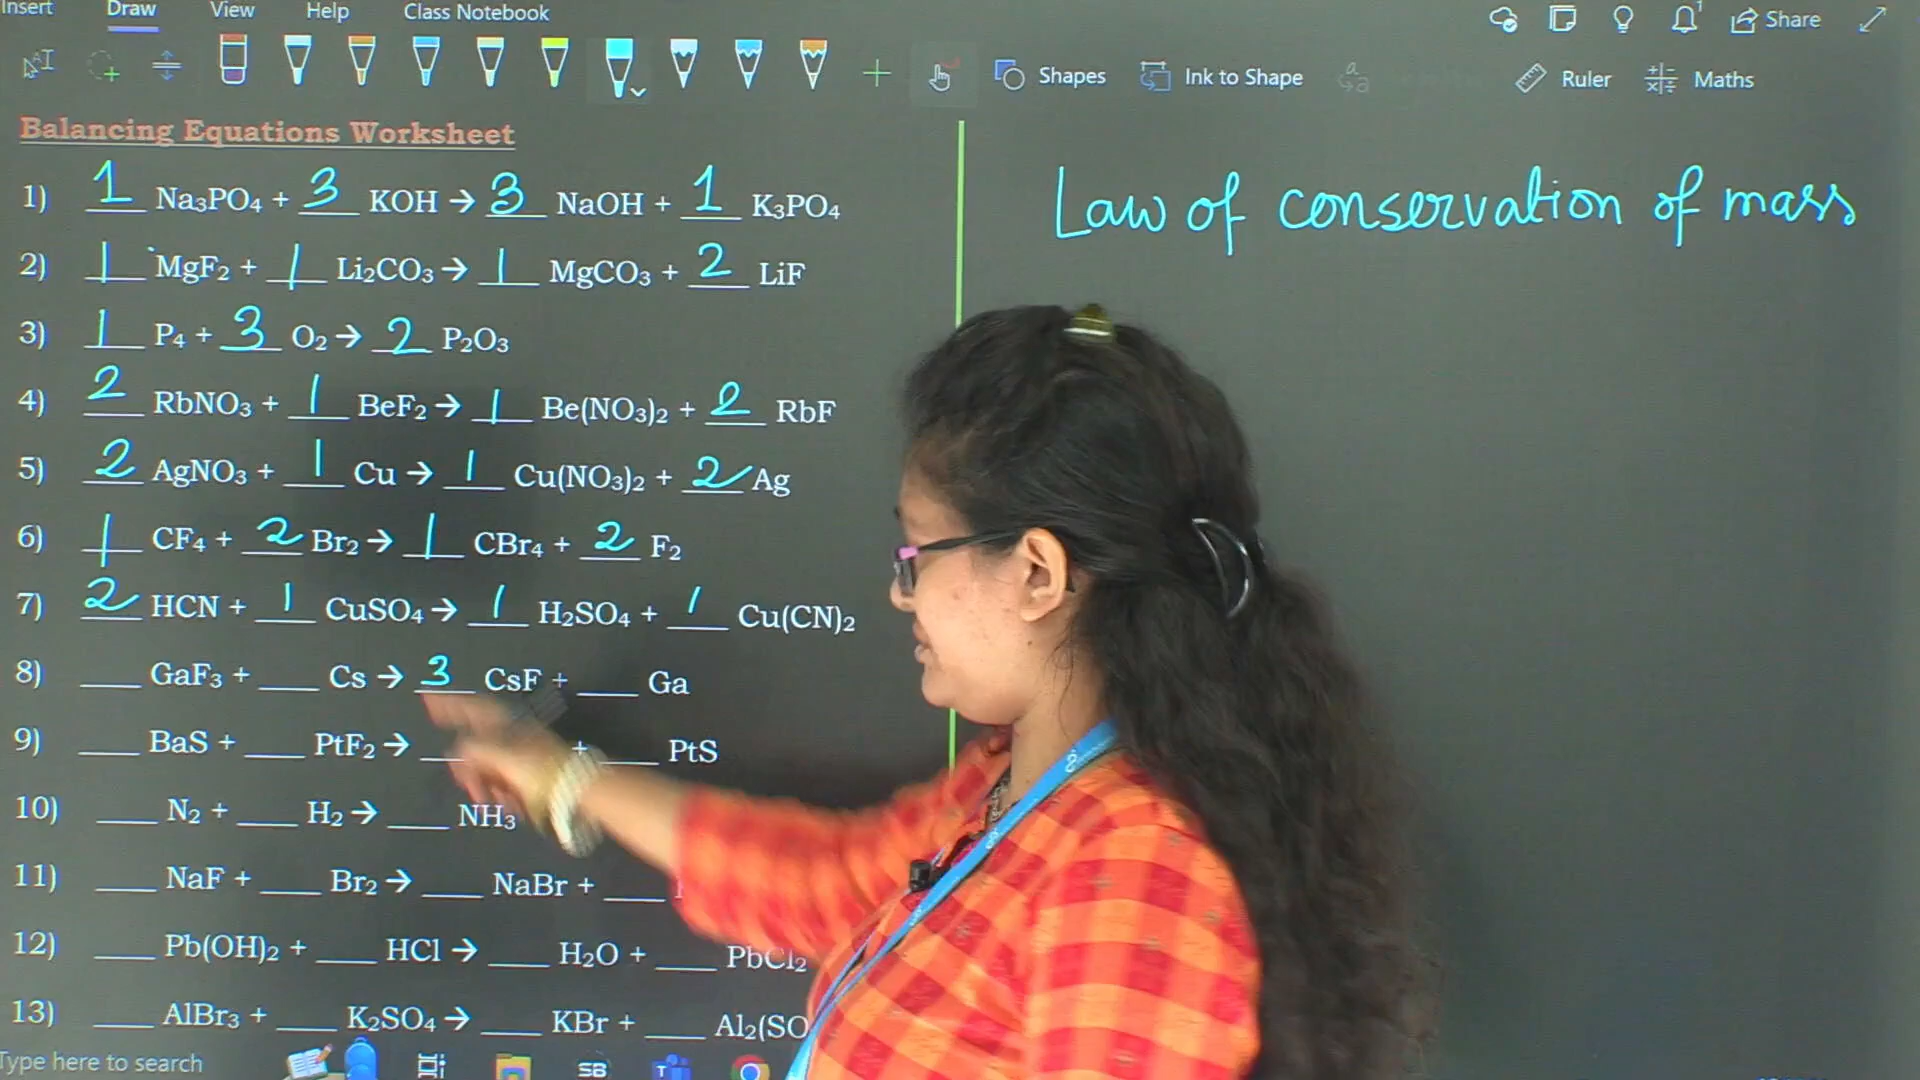 Insert Draw View Help Class Notebook
1 Share
Shapes Ink to Shape Ruler Maths
Balancing Equations Worksheet
1) 1 Na3PO4 + 3 KOH → 3 NaOH + 1 K3PO4
Law of conservation of mass
2) 1 MgF2 + 1 Li2CO3 → 1 MgCO3 + 2 LiF
3) 1 P4 + 3 O2 → 2 P2O3
4) 2 RbNO3 + 1 BeF2 → 1 Be(NO3)2 + 2 RbF
5) 2 AgNO3 + 1 Cu → 1 Cu(NO3)2 + 2 Ag
6) 1 CF4 + 2 Br2 → 1 CBr4 + 2 F2
7) 2 HCN + 1 CuSO4 → 1 H2SO4 + 1 Cu(CN)2
8) ___ GaF3 + ___ Cs → 3 CsF + ___ Ga
9) ___ BaS + ___ PtF2 → ___ + ___ PtS
10) ___ N2 + ___ H2 → ___ NH3
11) ___ NaF + ___ Br2 → ___ NaBr + ___
12) ___ Pb(OH)2 + ___ HCl → ___ H2O + ___ PbCl2
13) ___ AlBr3 + ___ K2SO4 → ___ KBr + ___ Al2(SO
Type here to search